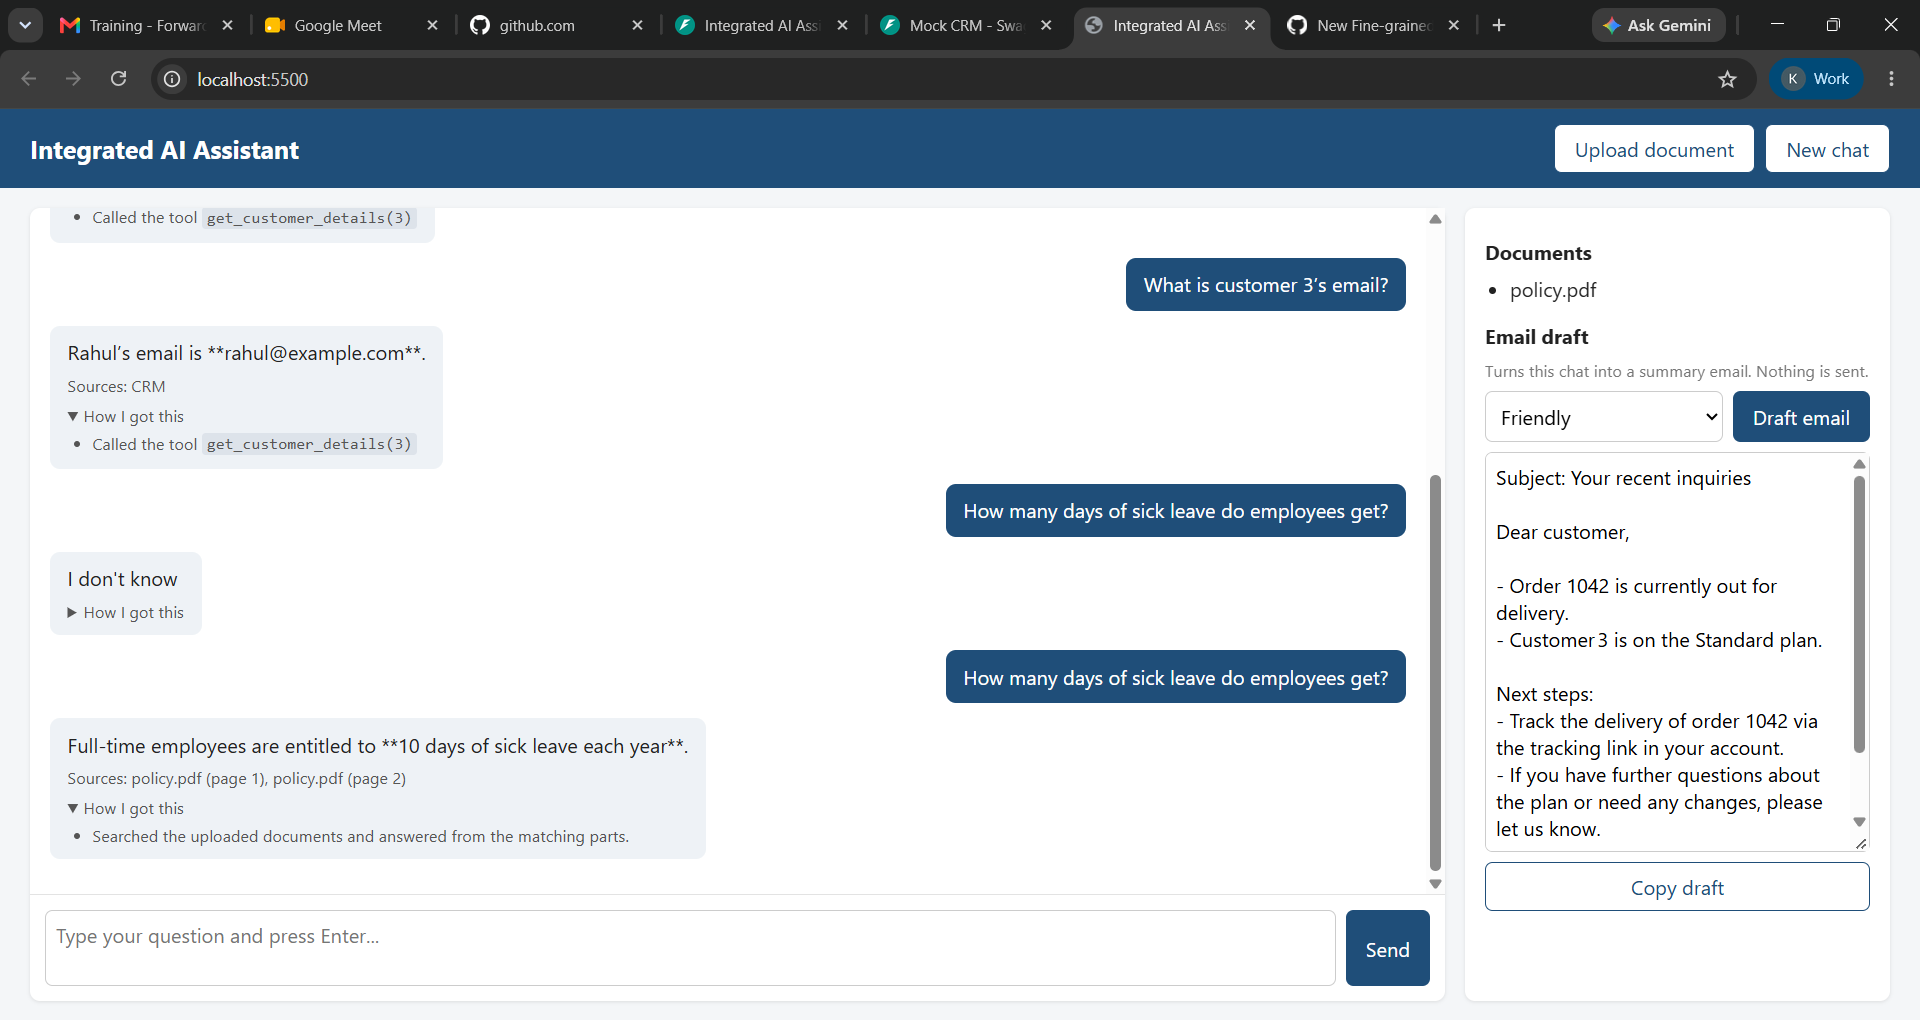 Training - Forward
Google Meet
github.com
Integrated AI Assi
Mock CRM - Swa
Integrated AI Ass
New Fine-graine
Ask Gemini
localhost:5500
K Work
Integrated AI Assistant
Upload document
New chat
• Called the tool get_customer_details(3)
What is customer 3’s email?
Rahul’s email is **rahul@example.com**.
Sources: CRM
▼ How I got this
• Called the tool get_customer_details(3)
How many days of sick leave do employees get?
I don't know
▶ How I got this
How many days of sick leave do employees get?
Full-time employees are entitled to **10 days of sick leave each year**.
Sources: policy.pdf (page 1), policy.pdf (page 2)
▼ How I got this
• Searched the uploaded documents and answered from the matching parts.
Type your question and press Enter...
Send
Documents
• policy.pdf
Email draft
Turns this chat into a summary email. Nothing is sent.
Friendly
Draft email
Subject: Your recent inquiries
Dear customer,
- Order 1042 is currently out for
delivery.
- Customer 3 is on the Standard plan.
Next steps:
- Track the delivery of order 1042 via
the tracking link in your account.
- If you have further questions about
the plan or need any changes, please
let us know.
Copy draft